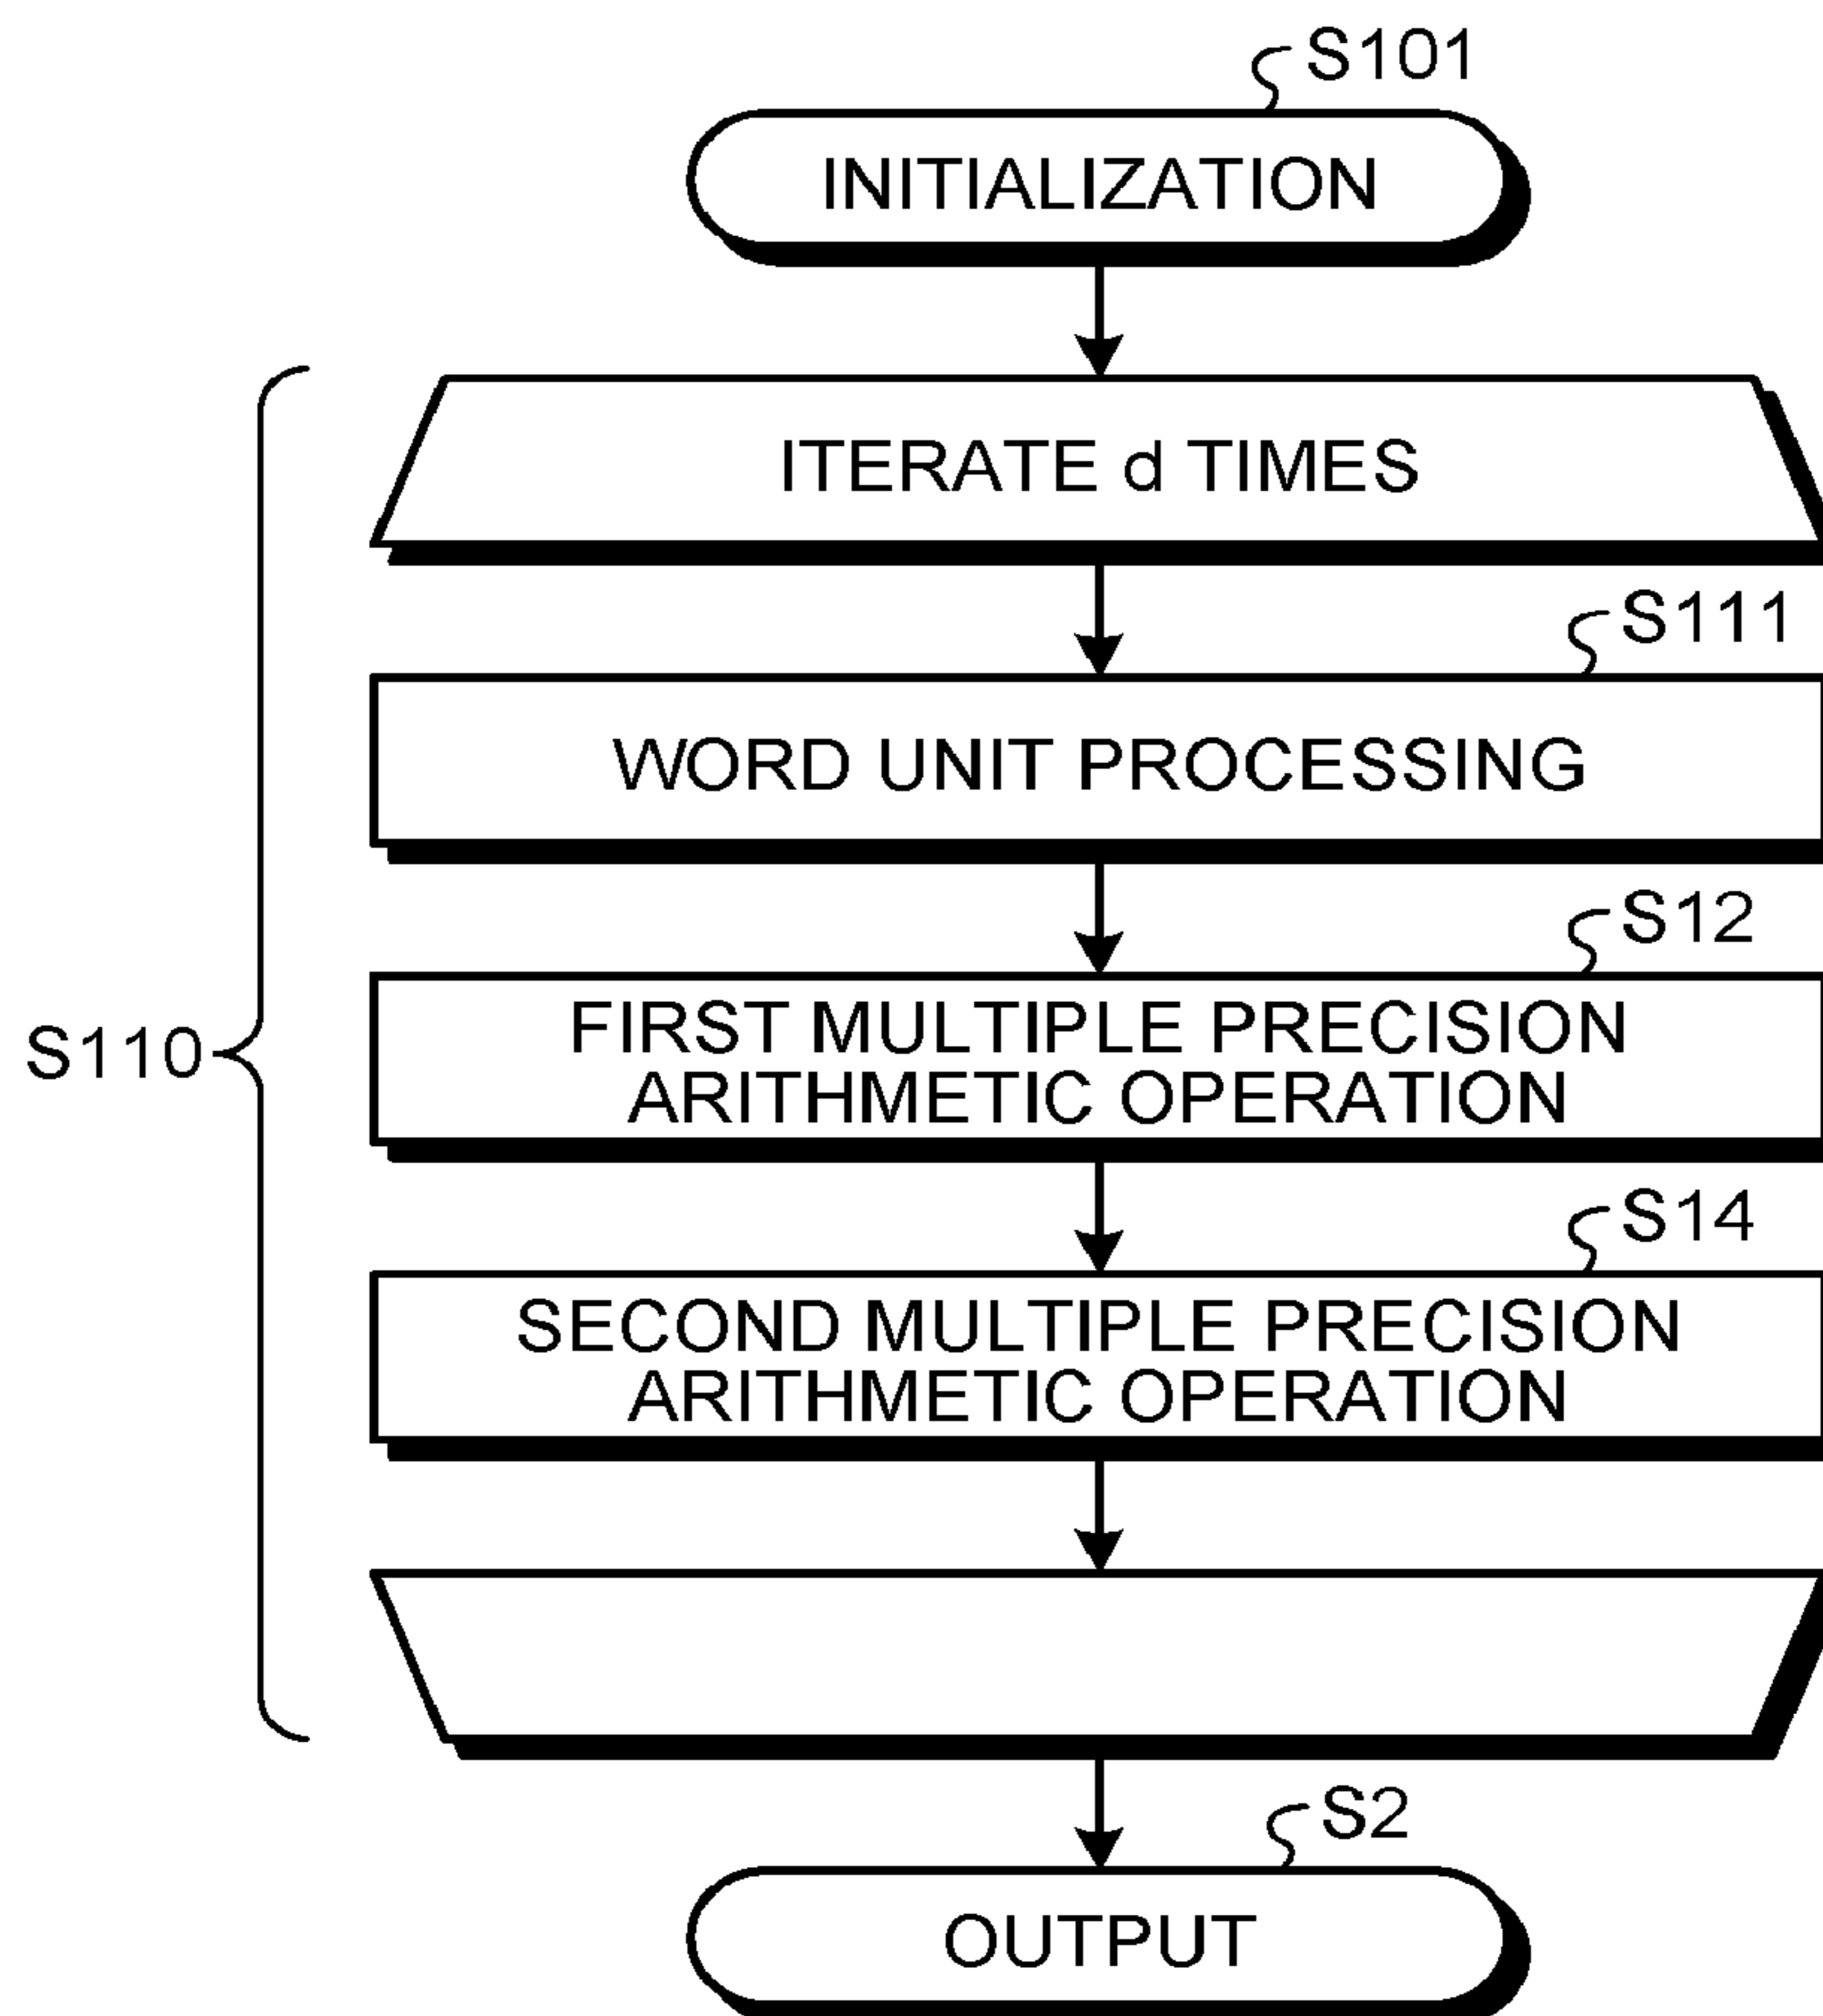 S101
INITIALIZATION
ITERATE d TIMES
S111
WORD UNIT PROCESSING
S12
FIRST MULTIPLE PRECISION
ARITHMETIC OPERATION
S110
S14
SECOND MULTIPLE PRECISION
ARITHMETIC OPERATION
S2
OUTPUT